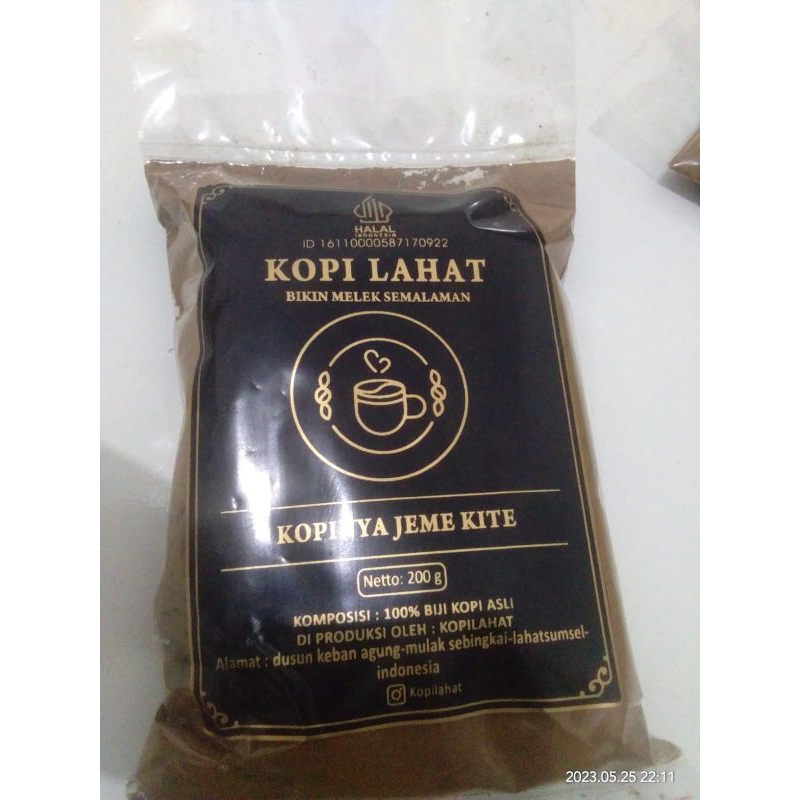 HALAL
INDONESIA
ID 16110000587170922
KOPI LAHAT
BIKIN MELEK SEMALAMAN
JEME KITE
Netto: 200 g
KOMPOSISI : 100% BIJI KOPI ASLI
DI PRODUKSI OLEH : KOPILAHAT
Alamat : dusun keban agung-mulak sebingkai-lahatsumsel-
indonesia
Kopilahat
2023.05.25 22:11